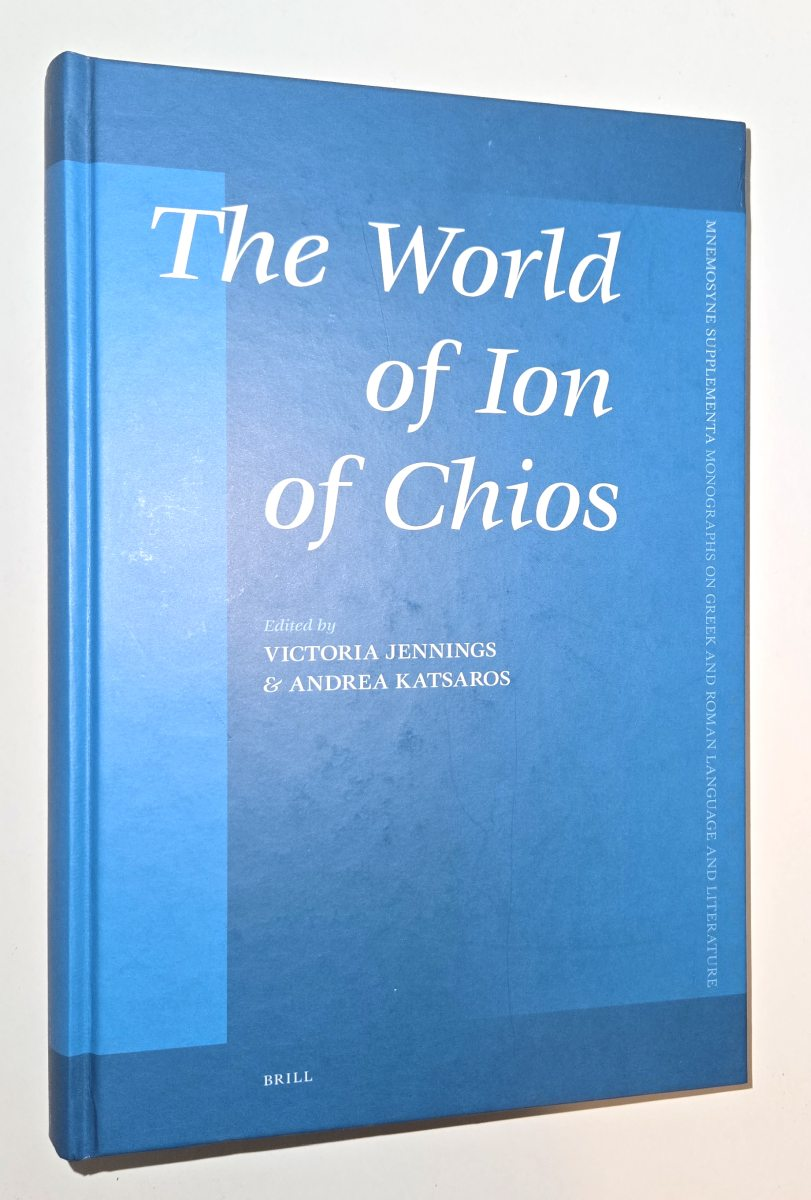 The World
of Ion
of Chios
Edited by
VICTORIA JENNINGS
& ANDREA KATSAROS
BRILL
MNEMOSYNE SUPPLEMENTA MONOGRAPHS ON GREEK AND ROMAN LANGUAGE AND LITERATURE